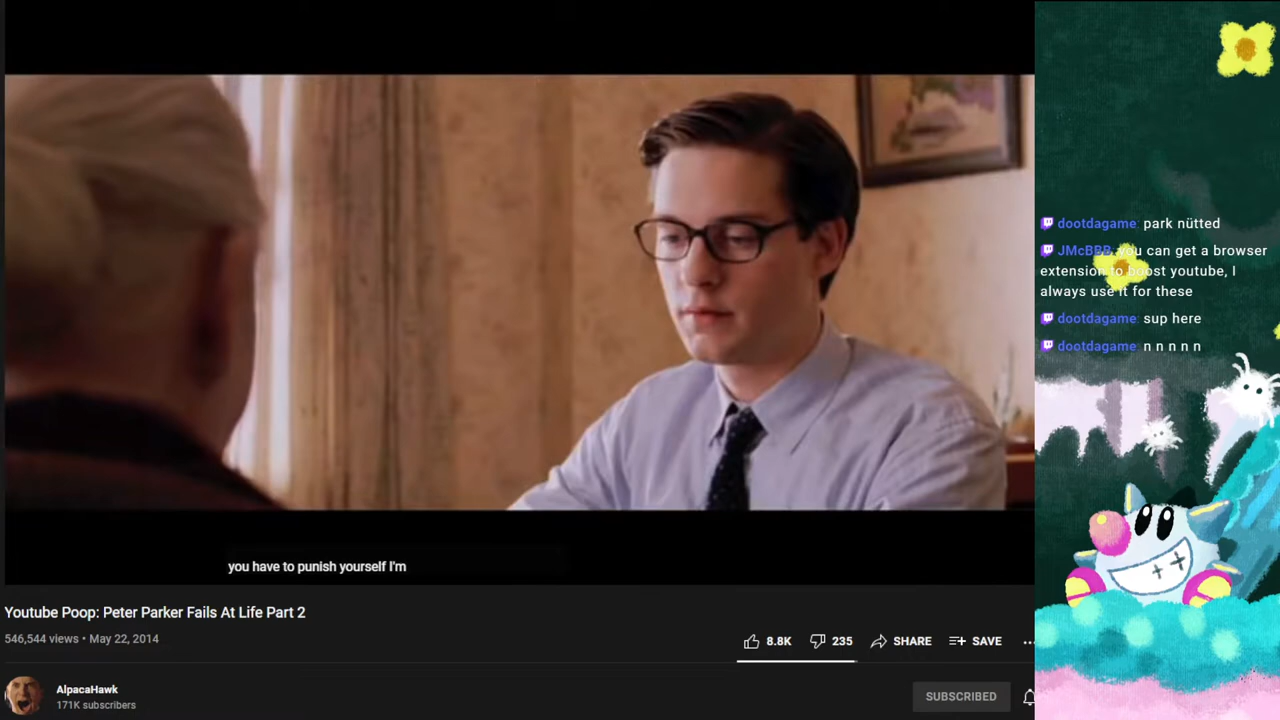 dootdagame: park nütted
JMcBBB: you can get a browser
extension to boost youtube, I
always use it for these
dootdagame: sup here
dootdagame: n n n n n
you have to punish yourself I'm
Youtube Poop: Peter Parker Fails At Life Part 2
546,544 views • May 22, 2014
8.8K 235 SHARE SAVE ...
AlpacaHawk
171K subscribers
SUBSCRIBED